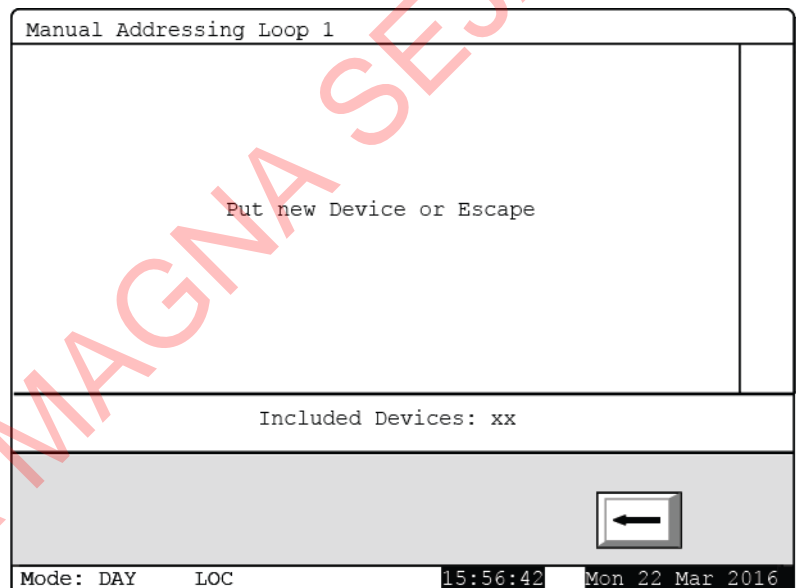 Manual Addressing Loop 1
Put new Device or Escape
Included Devices: xx
Mode: DAY LOC 15:56:42 Mon 22 Mar 2016
MAGNA